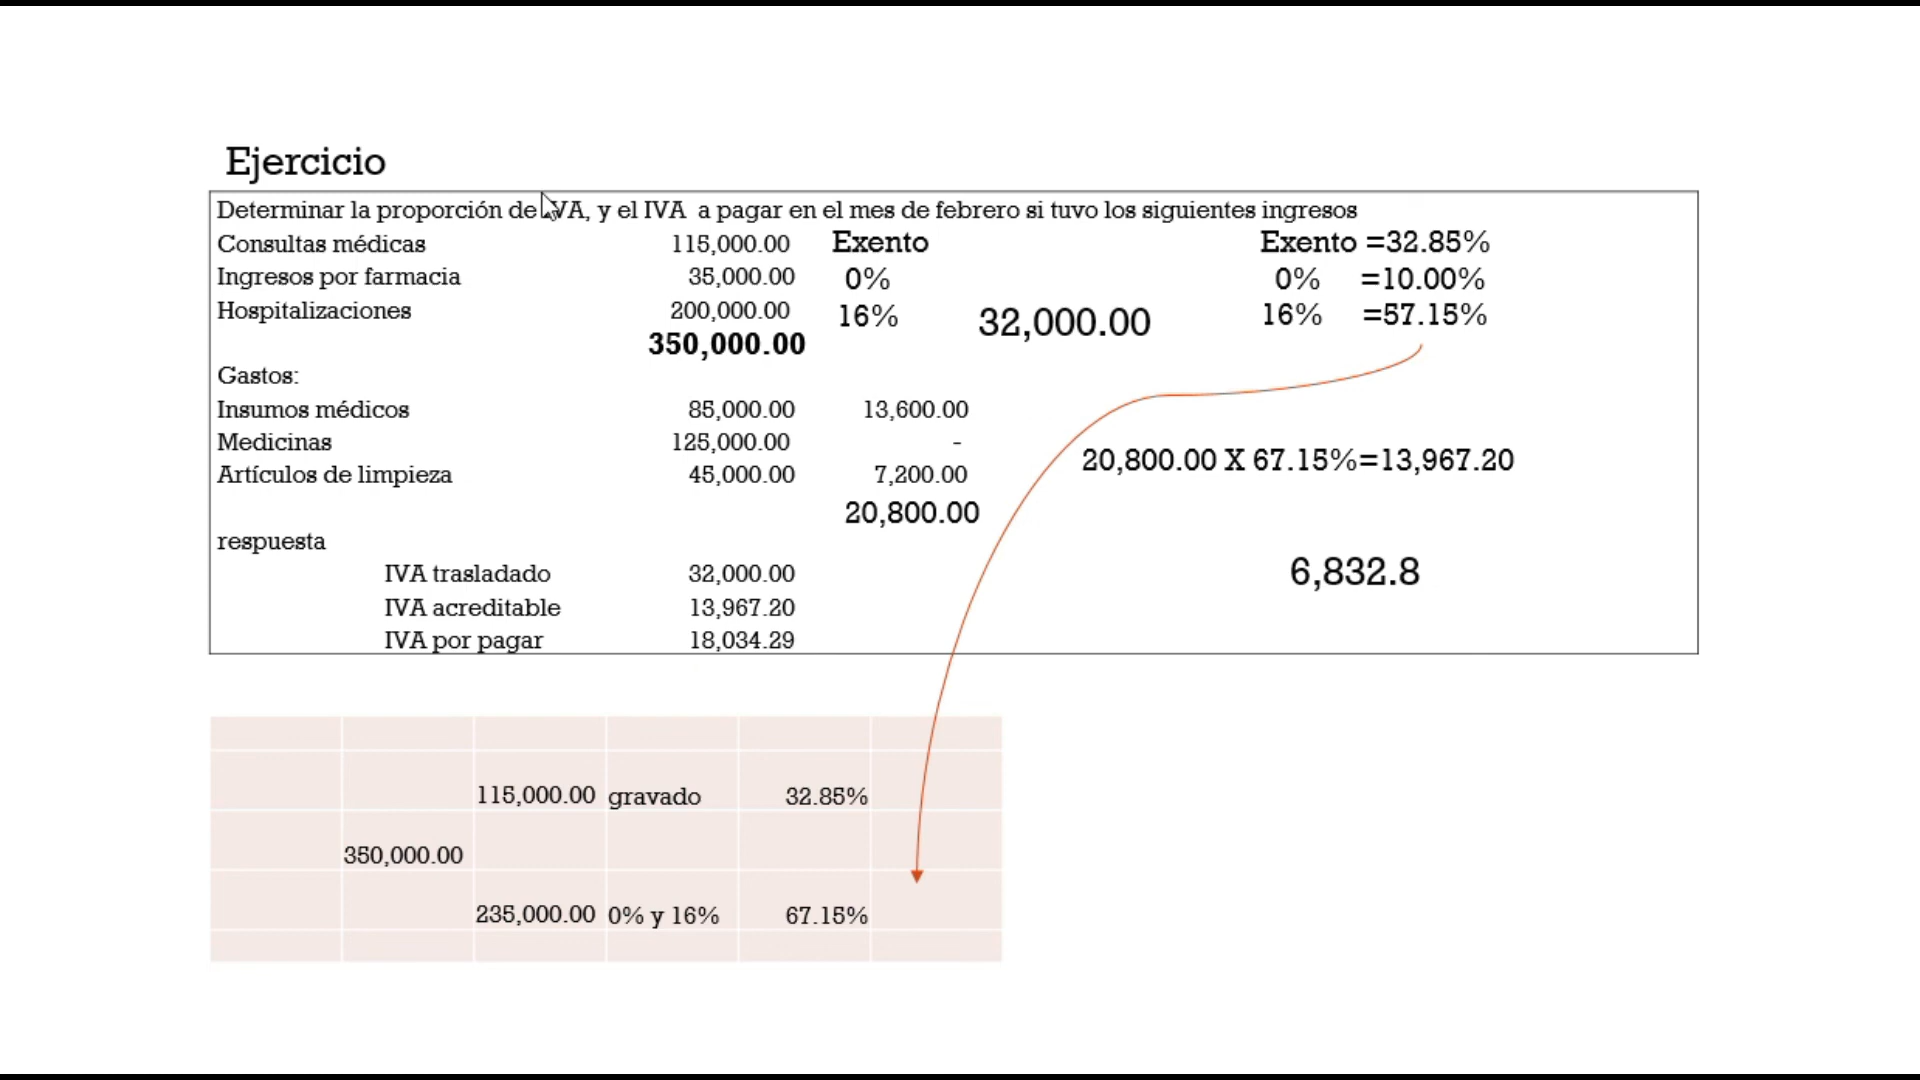 Ejercicio
Determinar la proporción de IVA, y el IVA a pagar en el mes de febrero si tuvo los siguientes ingresos
Consultas médicas 115,000.00 Exento Exento =32.85%
Ingresos por farmacia 35,000.00 0% 0% =10.00%
Hospitalizaciones 200,000.00 16% 32,000.00 16% =57.15%
350,000.00
Gastos:
Insumos médicos 85,000.00 13,600.00
Medicinas 125,000.00 -
Artículos de limpieza 45,000.00 7,200.00 20,800.00 X 67.15%=13,967.20
20,800.00
respuesta
IVA trasladado 32,000.00 6,832.8
IVA acreditable 13,967.20
IVA por pagar 18,034.29
115,000.00 gravado 32.85%
350,000.00
235,000.00 0% y 16% 67.15%